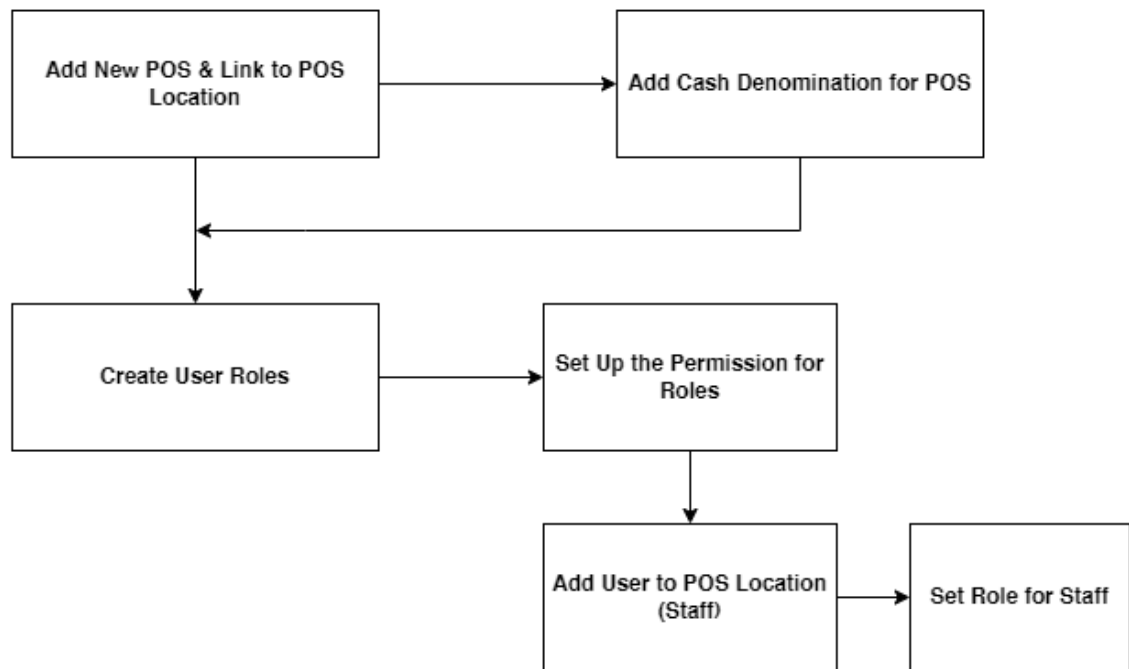 Add New POS & Link to POS
Location
Add Cash Denomination for POS
Create User Roles
Set Up the Permission for
Roles
Add User to POS Location
(Staff)
Set Role for Staff